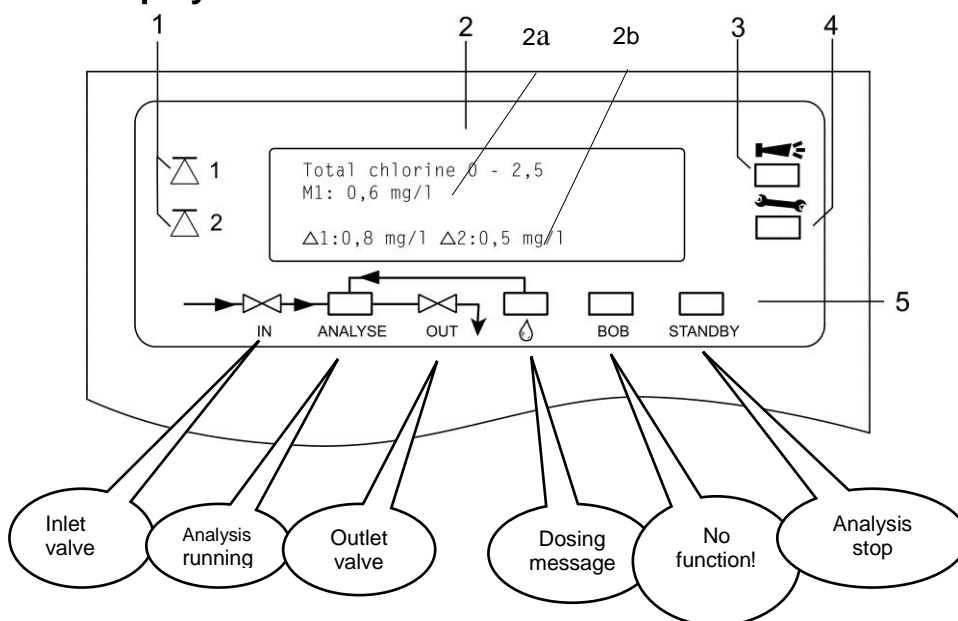 1 2 2a 2b 3 4
1
2
Total chlorine 0 - 2,5
M1: 0,6 mg/l
△1:0,8 mg/l △2:0,5 mg/l
5
IN ANALYSE OUT BOB STANDBY
Inlet
valve
Analysis
running
Outlet
valve
Dosing
message
No
function!
Analysis
stop